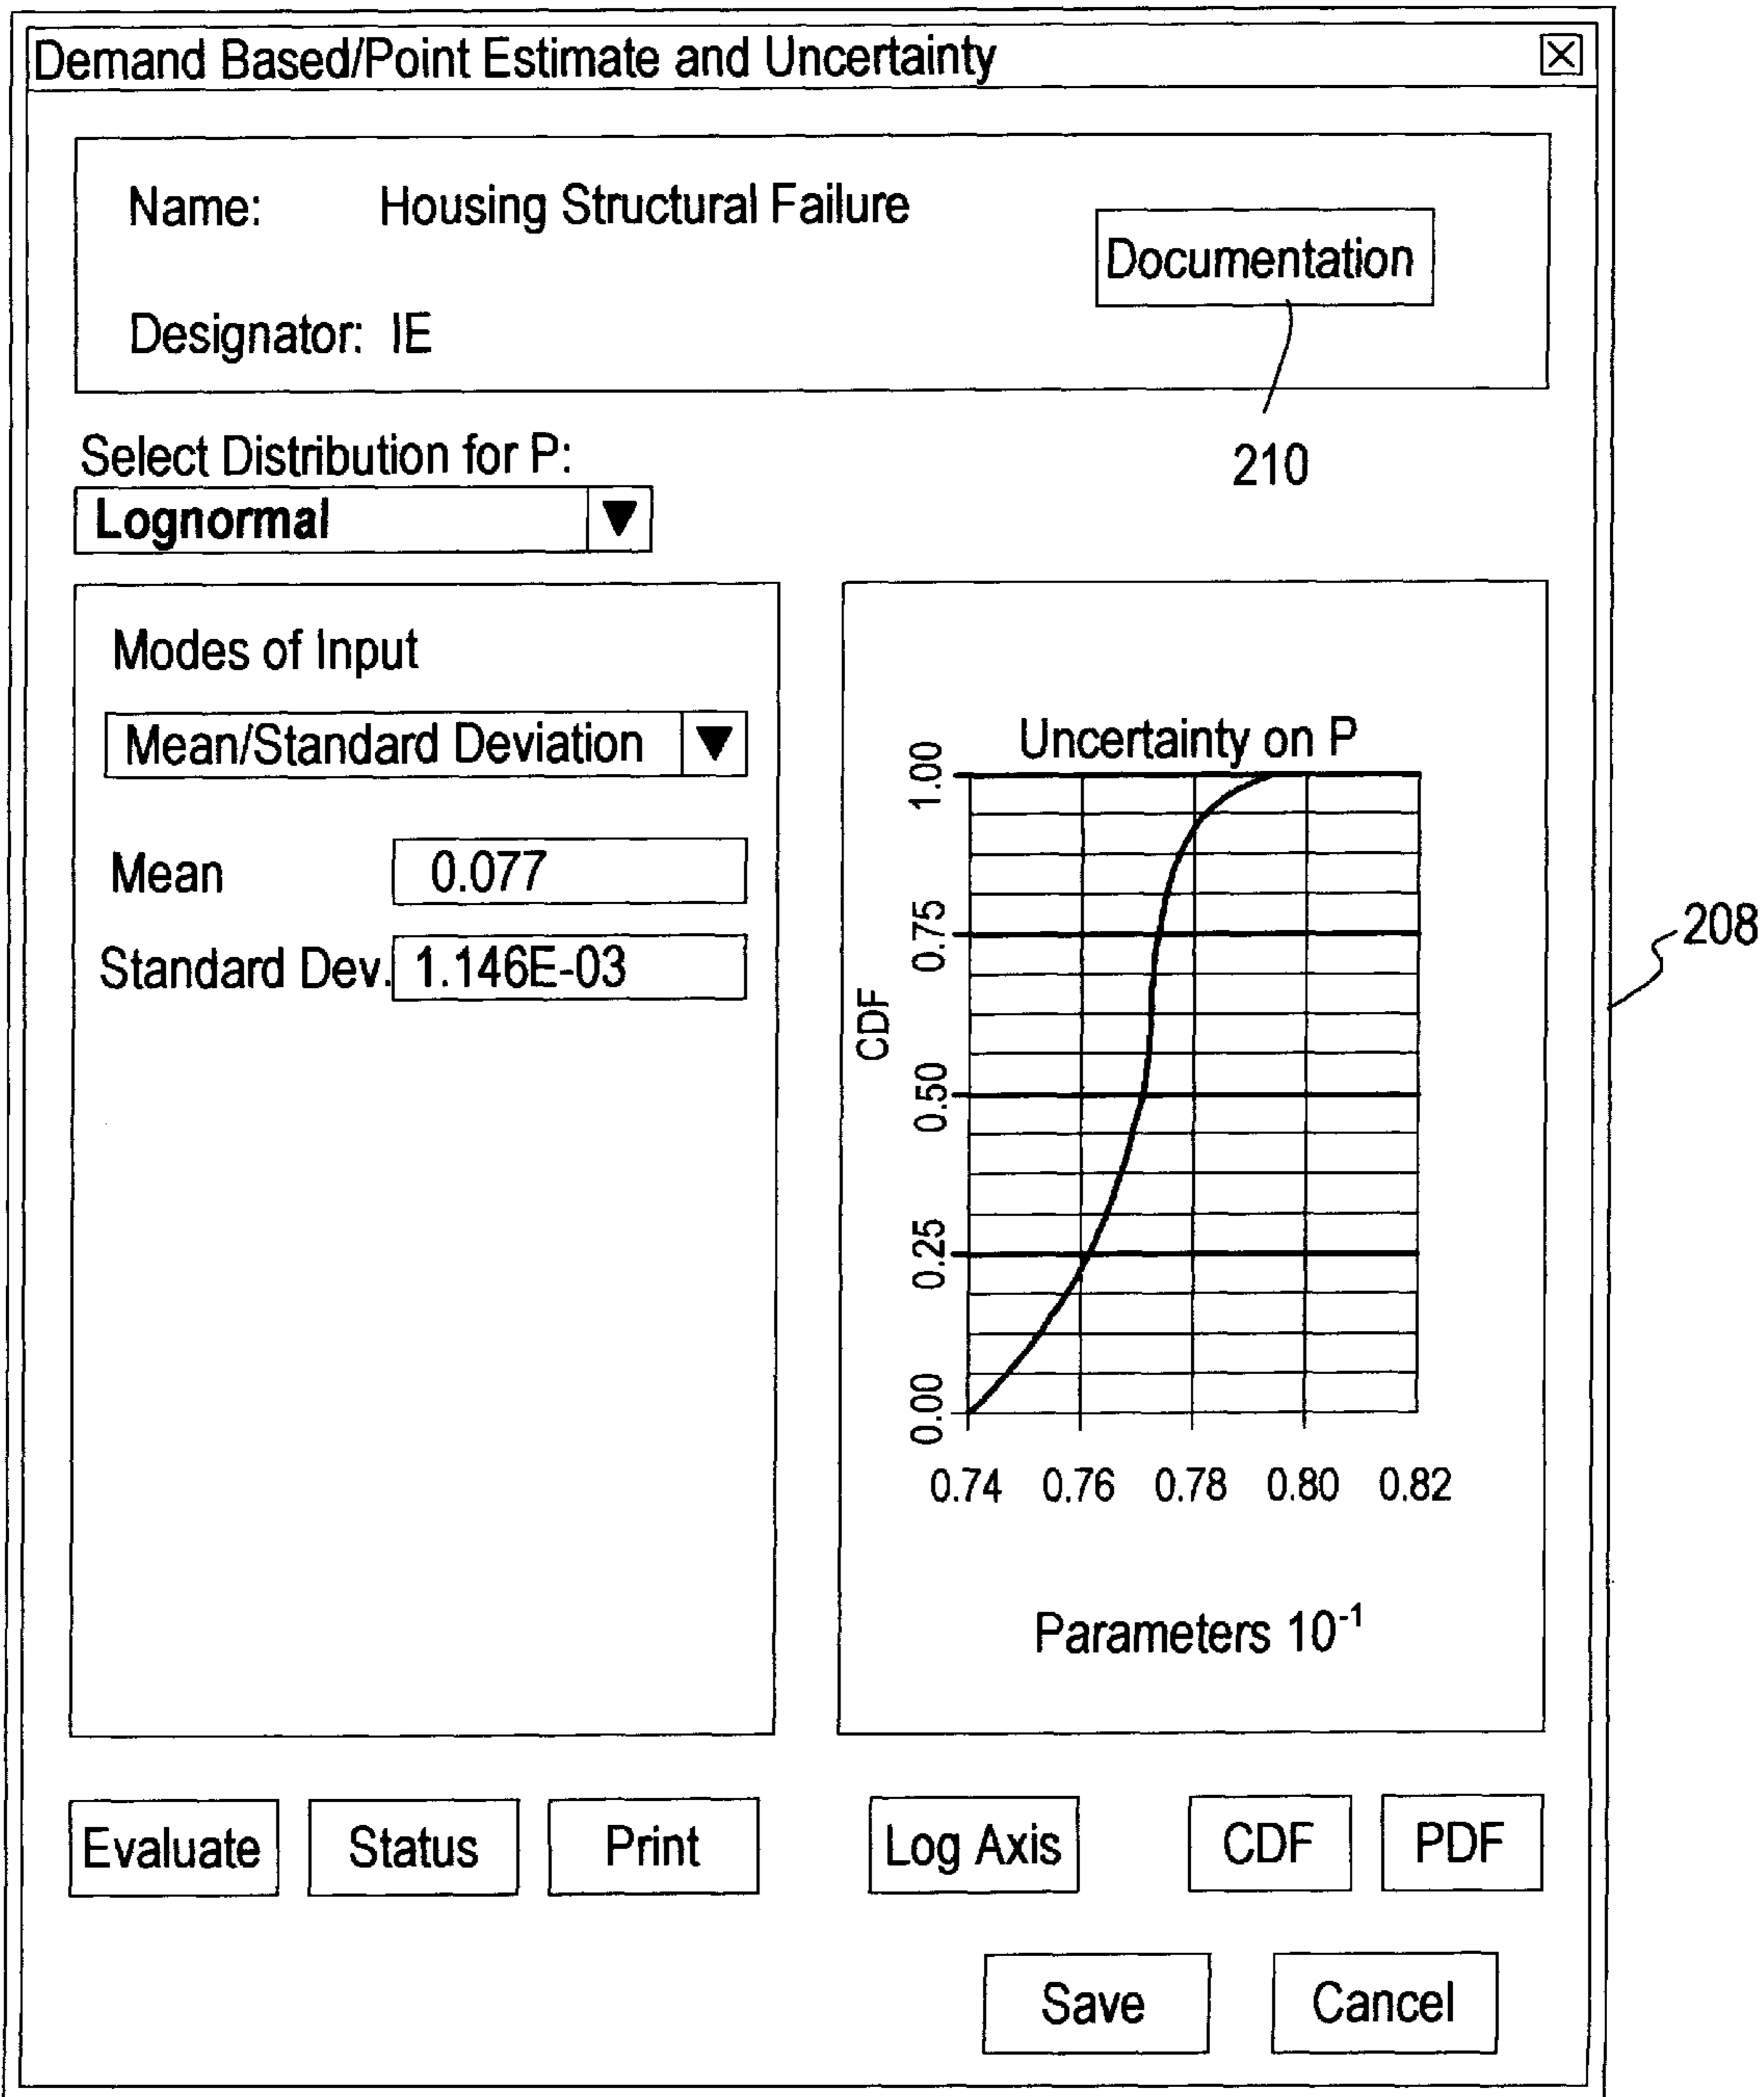 Demand Based/Point Estimate and Uncertainty
Name: Housing Structural Failure
Documentation
Designator: IE
210
Select Distribution for P:
Lognormal
Modes of Input
Mean/Standard Deviation
Mean 0.077
Standard Dev. 1.146E-03
Uncertainty on P
CDF
1.00
0.75
0.50
0.25
0.00
0.74 0.76 0.78 0.80 0.82
Parameters 10⁻¹
208
Evaluate Status Print Log Axis CDF PDF
Save Cancel